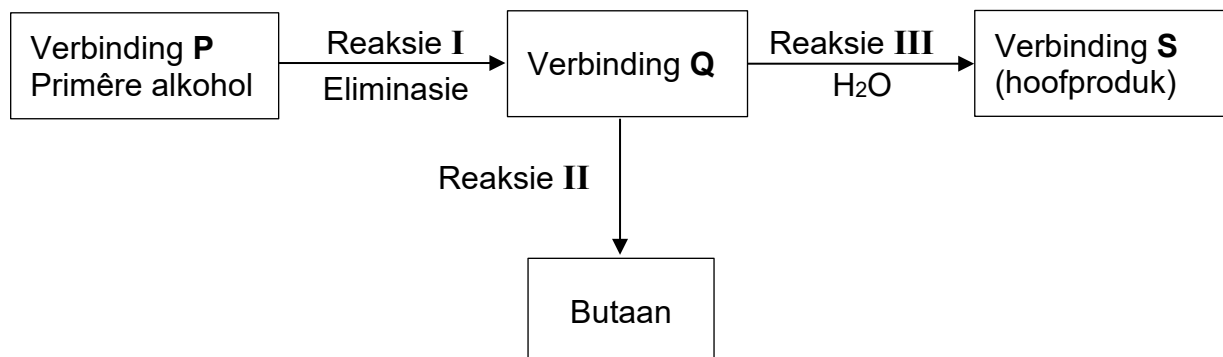 Verbinding P
Primêre alkohol
Reaksie I
Eliminasie
Verbinding Q
Reaksie III
H₂O
Verbinding S
(hoofproduk)
Reaksie II
Butaan